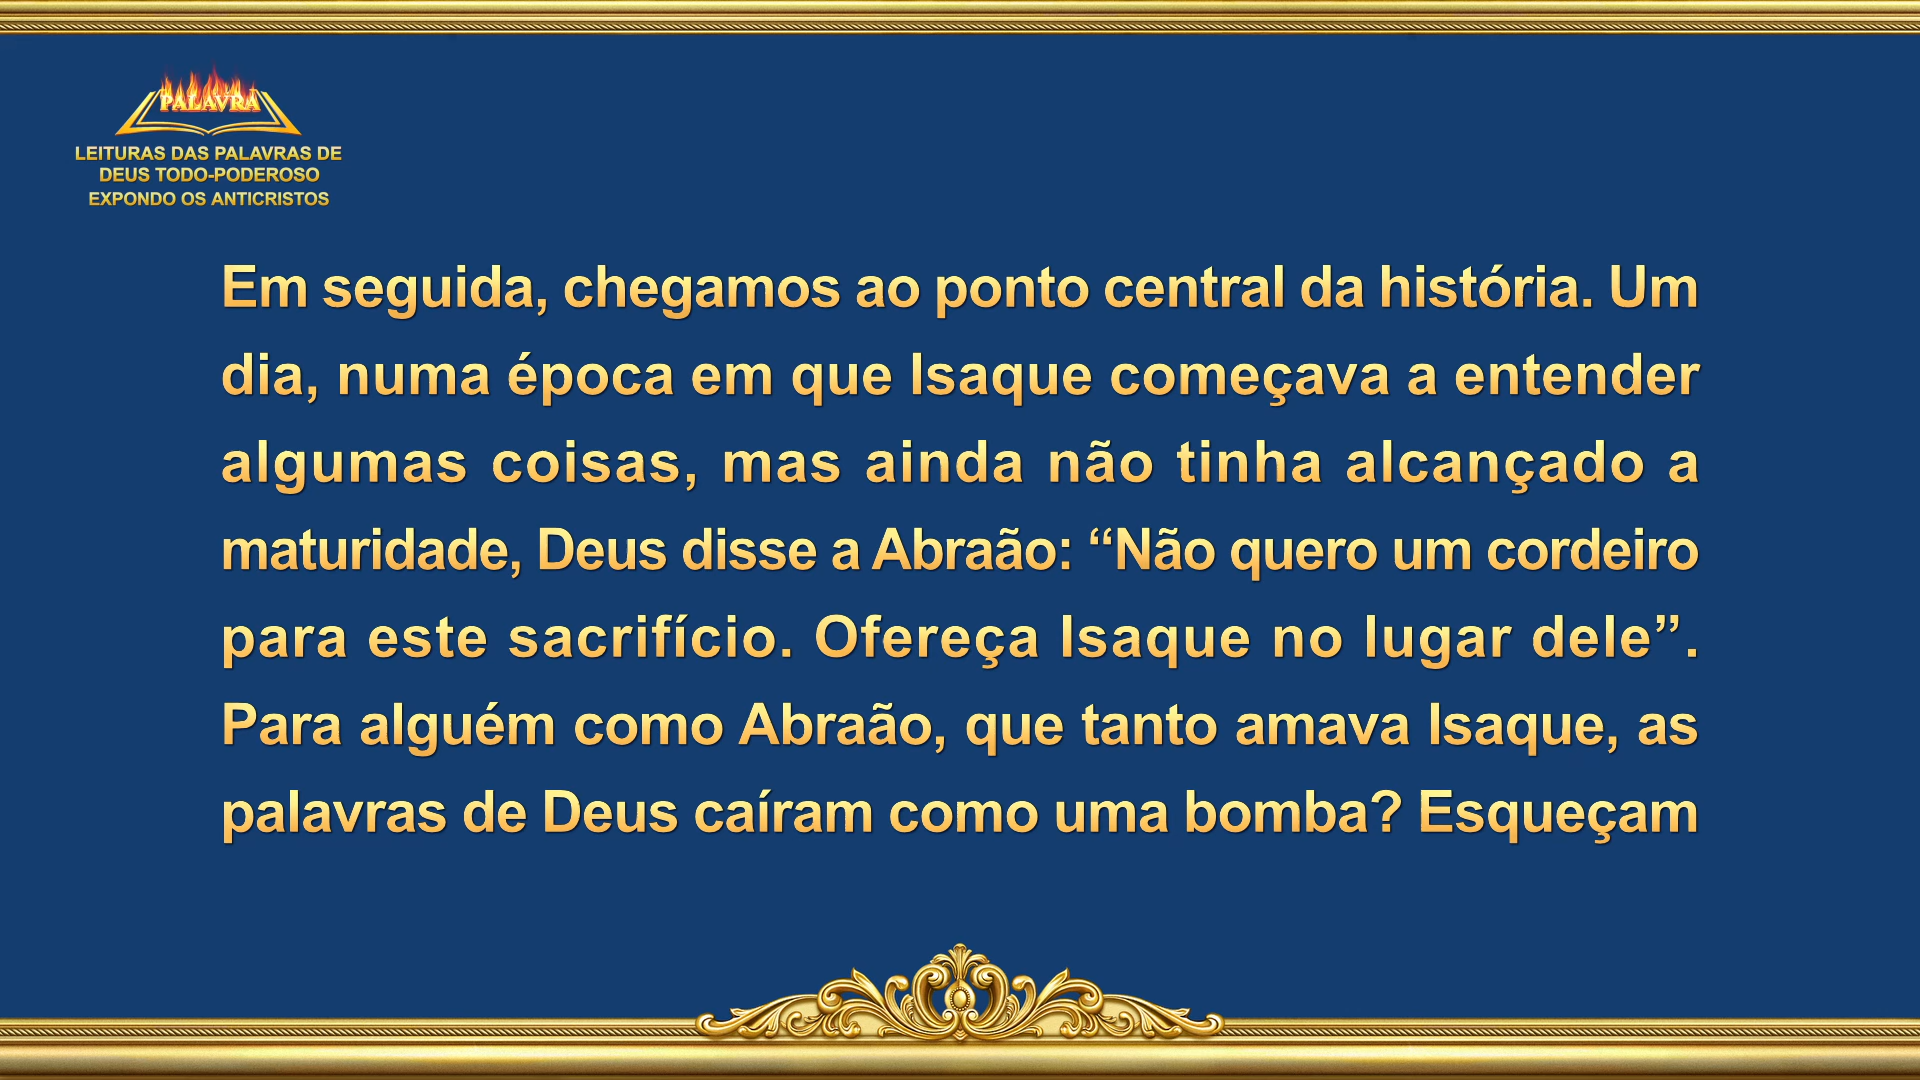 PALAVRA
LEITURAS DAS PALAVRAS DE
DEUS TODO-PODEROSO
EXPONDO OS ANTICRISTOS
Em seguida, chegamos ao ponto central da história. Um
dia, numa época em que Isaque começava a entender
algumas coisas, mas ainda não tinha alcançado a
maturidade, Deus disse a Abraão: “Não quero um cordeiro
para este sacrifício. Ofereça Isaque no lugar dele”.
Para alguém como Abraão, que tanto amava Isaque, as
palavras de Deus caíram como uma bomba? Esqueçam